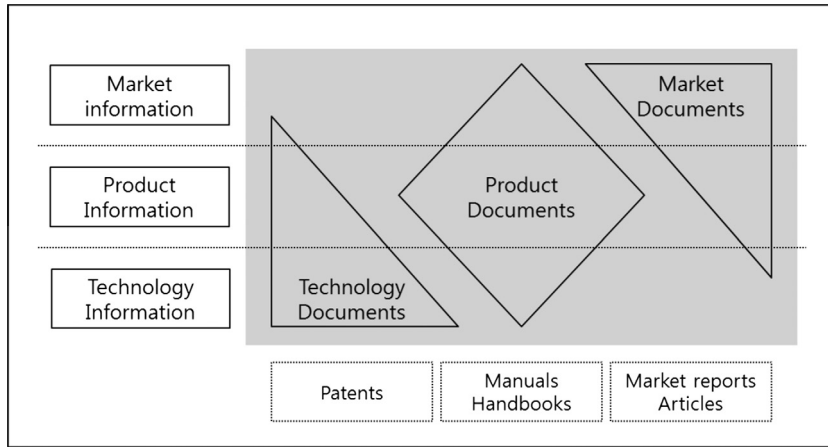 Market
information
Market
Documents
Product
Information
Product
Documents
Technology
Information
Technology
Documents
Patents
Manuals
Handbooks
Market reports
Articles